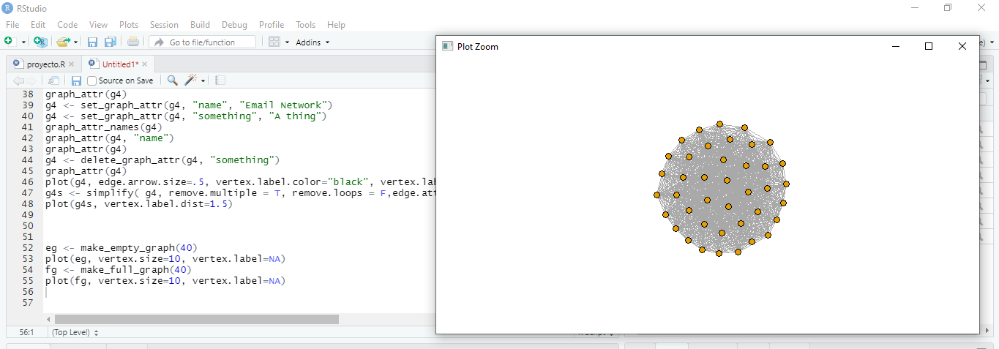 RStudio
File Edit Code View Plots Session Build Debug Profile Tools Help
Go to file/function
Addins
Plot Zoom
proyecto.R
Untitled1*
Source on Save
38 graph_attr(g4)
39 g4 <- set_graph_attr(g4, "name", "Email Network")
40 g4 <- set_graph_attr(g4, "something", "A thing")
41 graph_attr_names(g4)
42 graph_attr(g4, "name")
43 graph_attr(g4)
44 g4 <- delete_graph_attr(g4, "something")
45 graph_attr(g4)
46 plot(g4, edge.arrow.size=.5, vertex.label.color="black", vertex.lab
47 g4s <- simplify( g4, remove.multiple = T, remove.loops = F,edge.att
48 plot(g4s, vertex.label.dist=1.5)
49
50
51
52 eg <- make_empty_graph(40)
53 plot(eg, vertex.size=10, vertex.label=NA)
54 fg <- make_full_graph(40)
55 plot(fg, vertex.size=10, vertex.label=NA)
56
57
56:1 (Top Level)